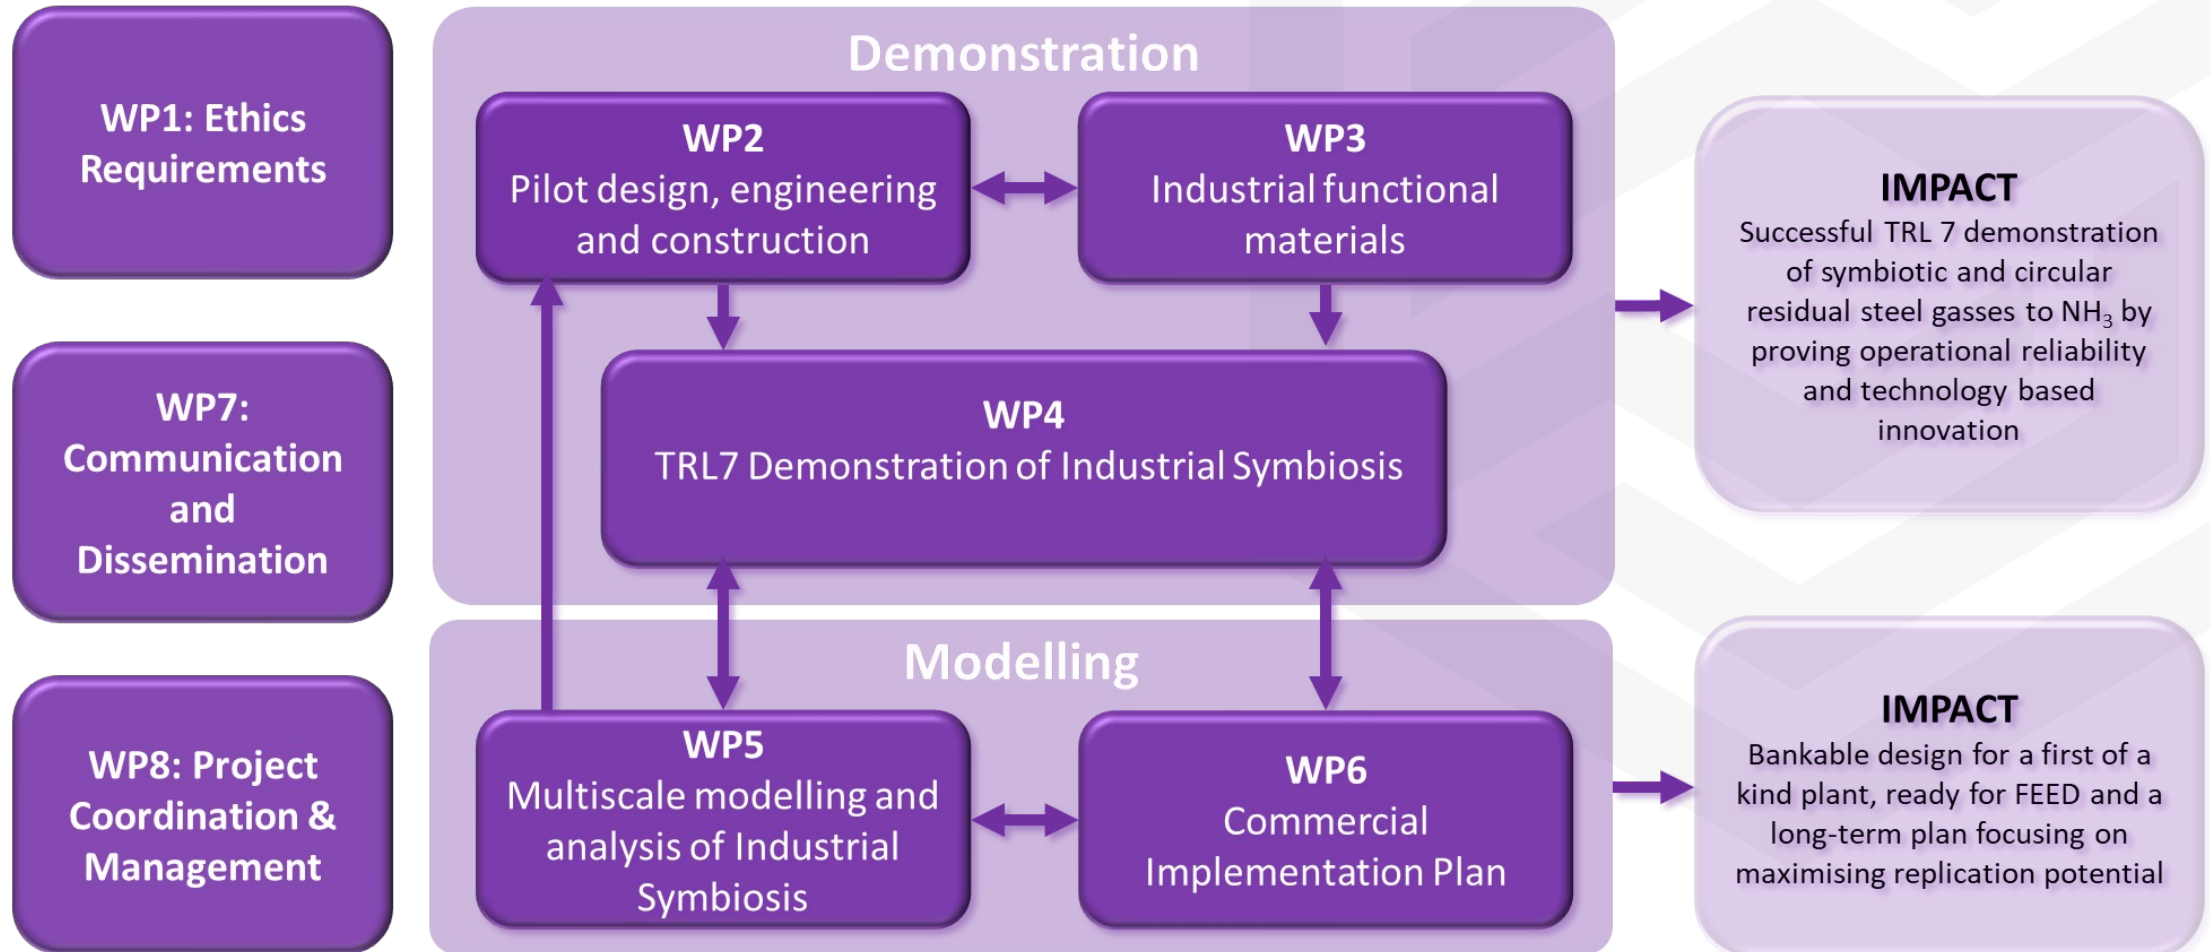 WP1: Ethics
Requirements
WP7:
Communication
and
Dissemination
WP8: Project
Coordination &
Management
Demonstration
WP2
Pilot design, engineering
and construction
WP3
Industrial functional
materials
WP4
TRL7 Demonstration of Industrial Symbiosis
Modelling
WP5
Multiscale modelling and
analysis of Industrial
Symbiosis
WP6
Commercial
Implementation Plan
IMPACT
Successful TRL 7 demonstration
of symbiotic and circular
residual steel gasses to NH₃ by
proving operational reliability
and technology based
innovation
IMPACT
Bankable design for a first of a
kind plant, ready for FEED and a
long-term plan focusing on
maximising replication potential